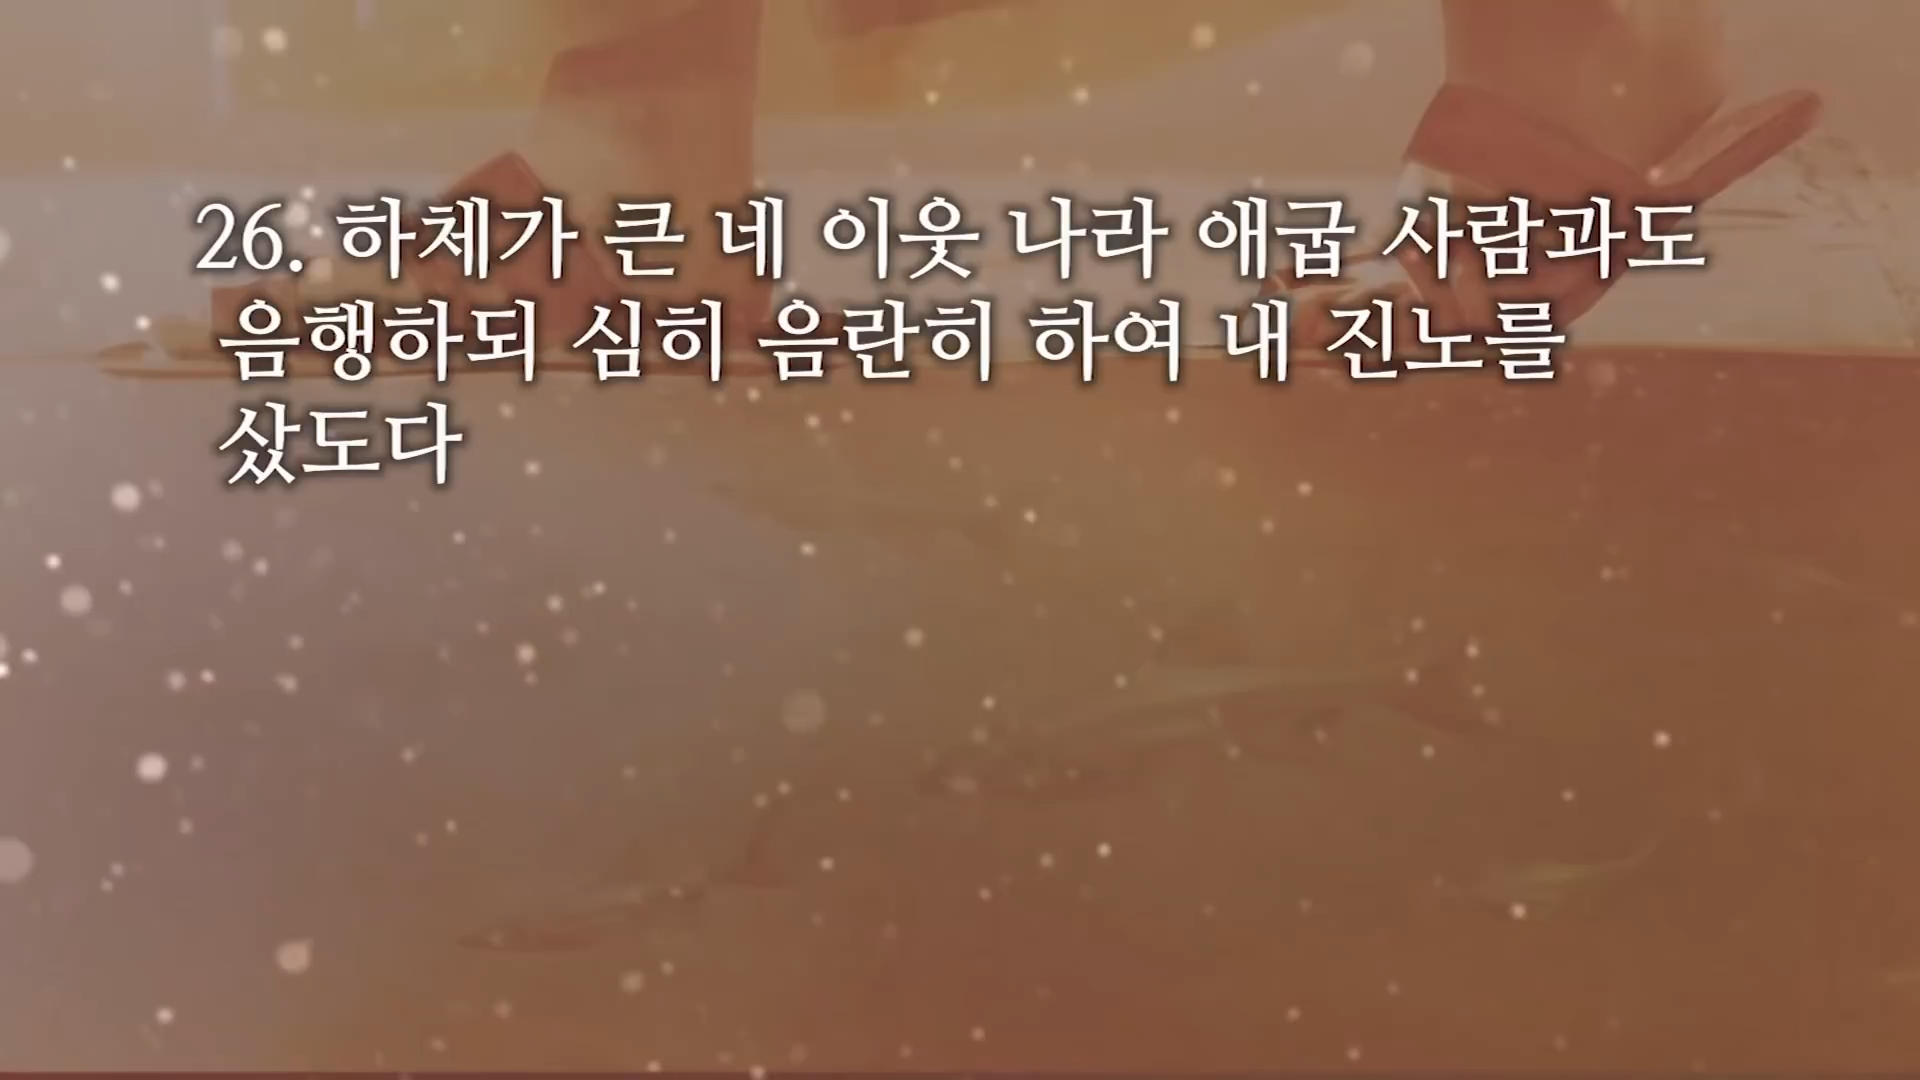 26. 하체가 큰 네 이웃 나라 애굽 사람과도
음행하되 심히 음란히 하여 내 진노를
샀도다